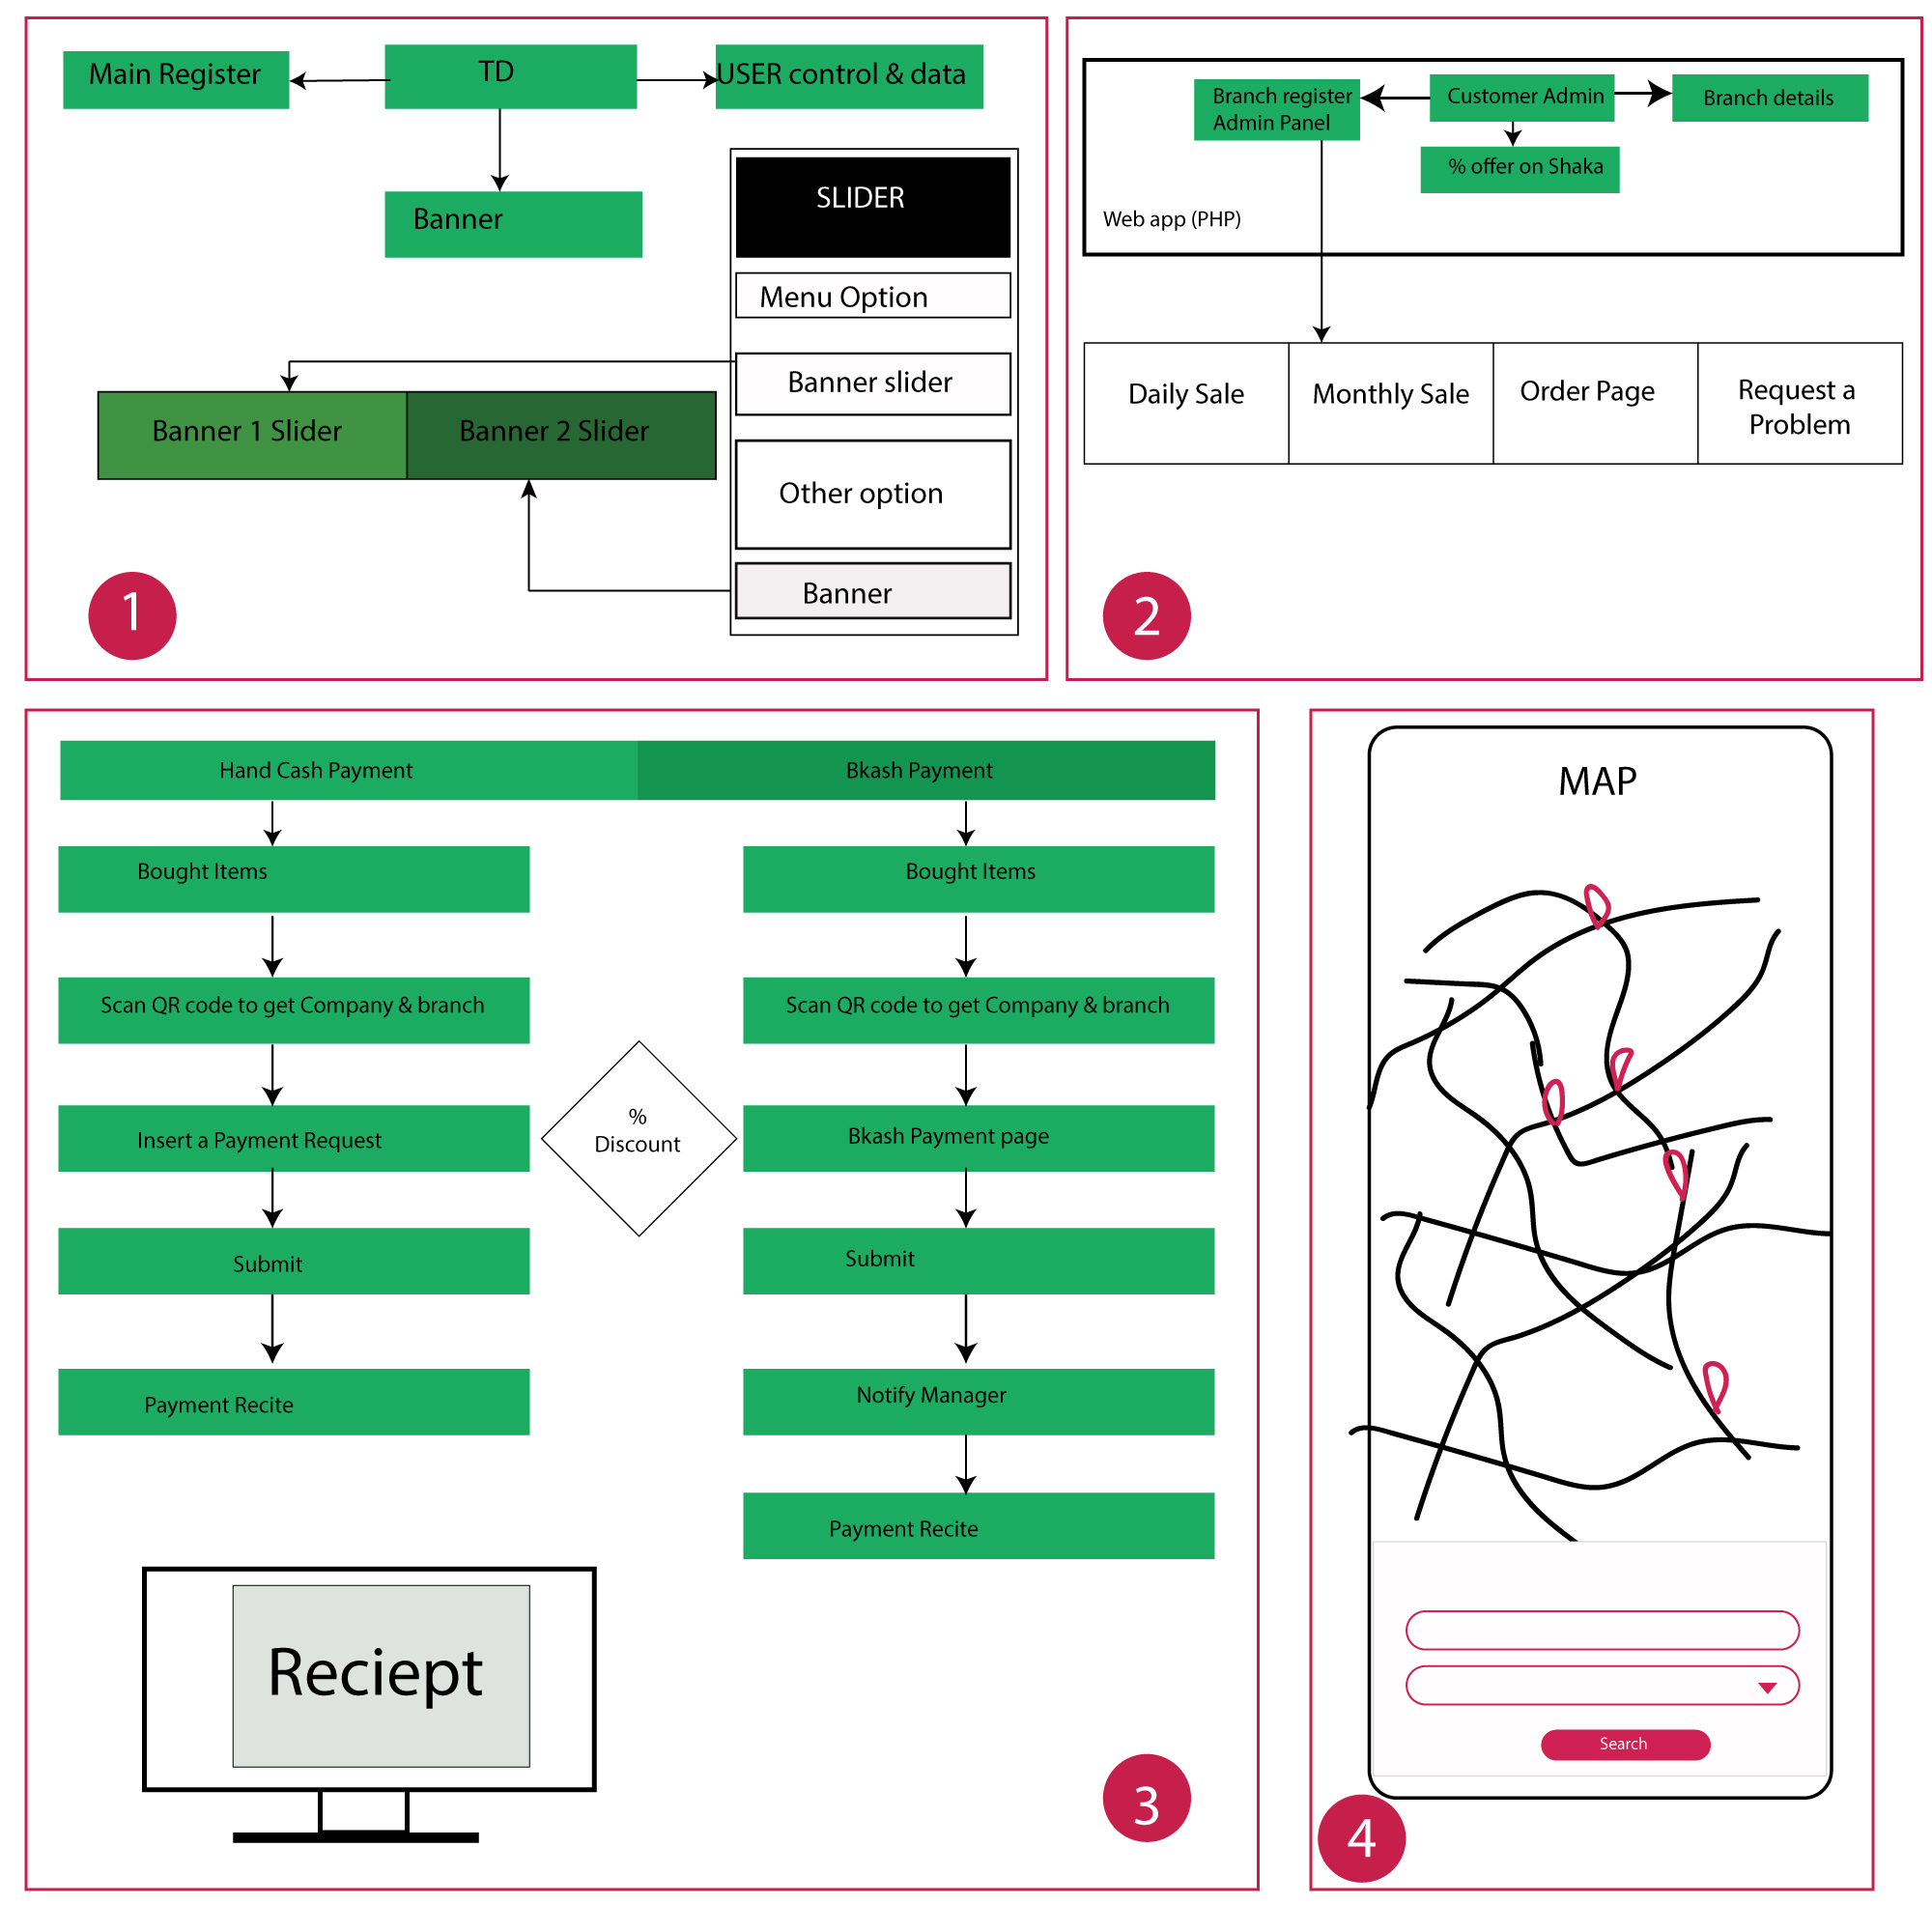 Main Register
TD
USER control & data
Banner
SLIDER
Menu Option
Banner slider
Banner 1 Slider
Banner 2 Slider
Other option
Banner
1
Branch register
Admin Panel
Customer Admin
Branch details
% offer on Shaka
Web app (PHP)
Daily Sale
Monthly Sale
Order Page
Request a
Problem
2
Hand Cash Payment
Bkash Payment
Bought Items
Bought Items
Scan QR code to get Company & branch
Scan QR code to get Company & branch
%
Discount
Insert a Payment Request
Bkash Payment page
Submit
Submit
Payment Recite
Notify Manager
Payment Recite
Reciept
3
MAP
Search
4